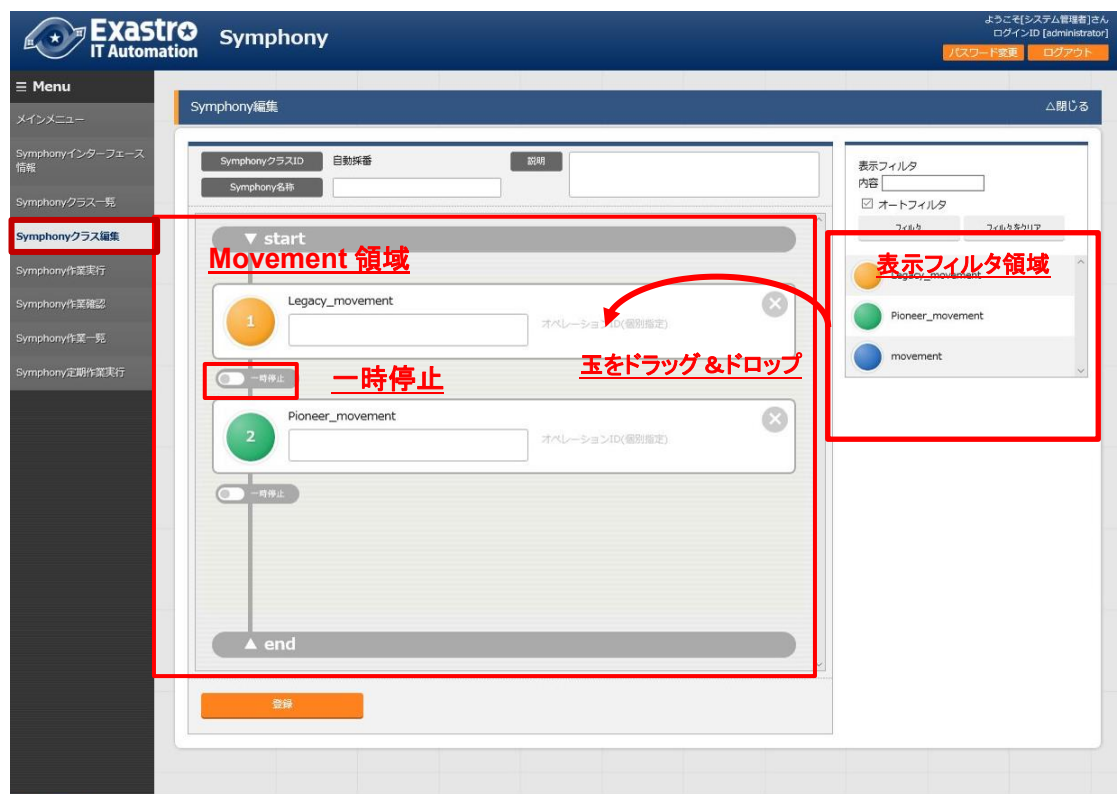 Exastro
IT Automation
Symphony
ようこそ[システム管理者]さん
ログインID [administrator]
パスワード変更
ログアウト
☰ Menu
メインメニュー
Symphonyインターフェース
情報
Symphonyクラス一覧
Symphonyクラス編集
Symphony作業実行
Symphony作業確認
Symphony作業一覧
Symphony定期作業実行
Symphony編集
△閉じる
SymphonyクラスID
自動採番
説明
Symphony名称
▼ start
Movement 領域
1
Legacy_movement
オペレーションID(個別指定)
一時停止
一時停止
玉をドラッグ&ドロップ
2
Pioneer_movement
オペレーションID(個別指定)
一時停止
▲ end
登録
表示フィルタ
内容
オートフィルタ
フィルタ
フィルタをクリア
表示フィルタ領域
Legacy_movement
Pioneer_movement
movement